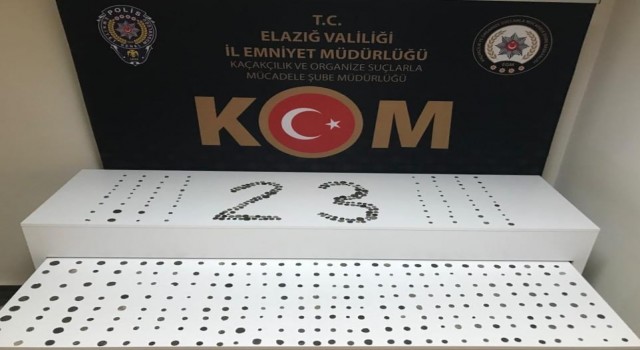 POLİS
T.C.
ELAZIĞ VALİLİĞİ
İL EMNİYET MÜDÜRLÜĞÜ
KAÇAKÇILIK VE ORGANİZE SUÇLARLA
MÜCADELE ŞUBE MÜDÜRLÜĞÜ
KOM
23